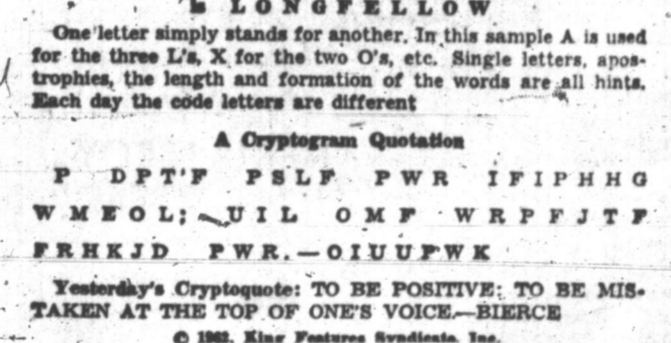 is LONGFELLOW
One letter simply stands for another. In this sample A is used
for the three L's, X for the two O's, etc. Single letters, apos-
trophies, the length and formation of the words are all hints.
Each day the code letters are different
A Cryptogram Quotation
P DPT'F PSLF PWR IFIPHHG
WMEOL; UIL OMF WRPFJTF
FRHKJD PWR.—OIUUPWK
Yesterday's Cryptoquote: TO BE POSITIVE: TO BE MIS-
TAKEN AT THE TOP OF ONE'S VOICE.—BIERCE
© 1962, King Features Syndicate, Inc.